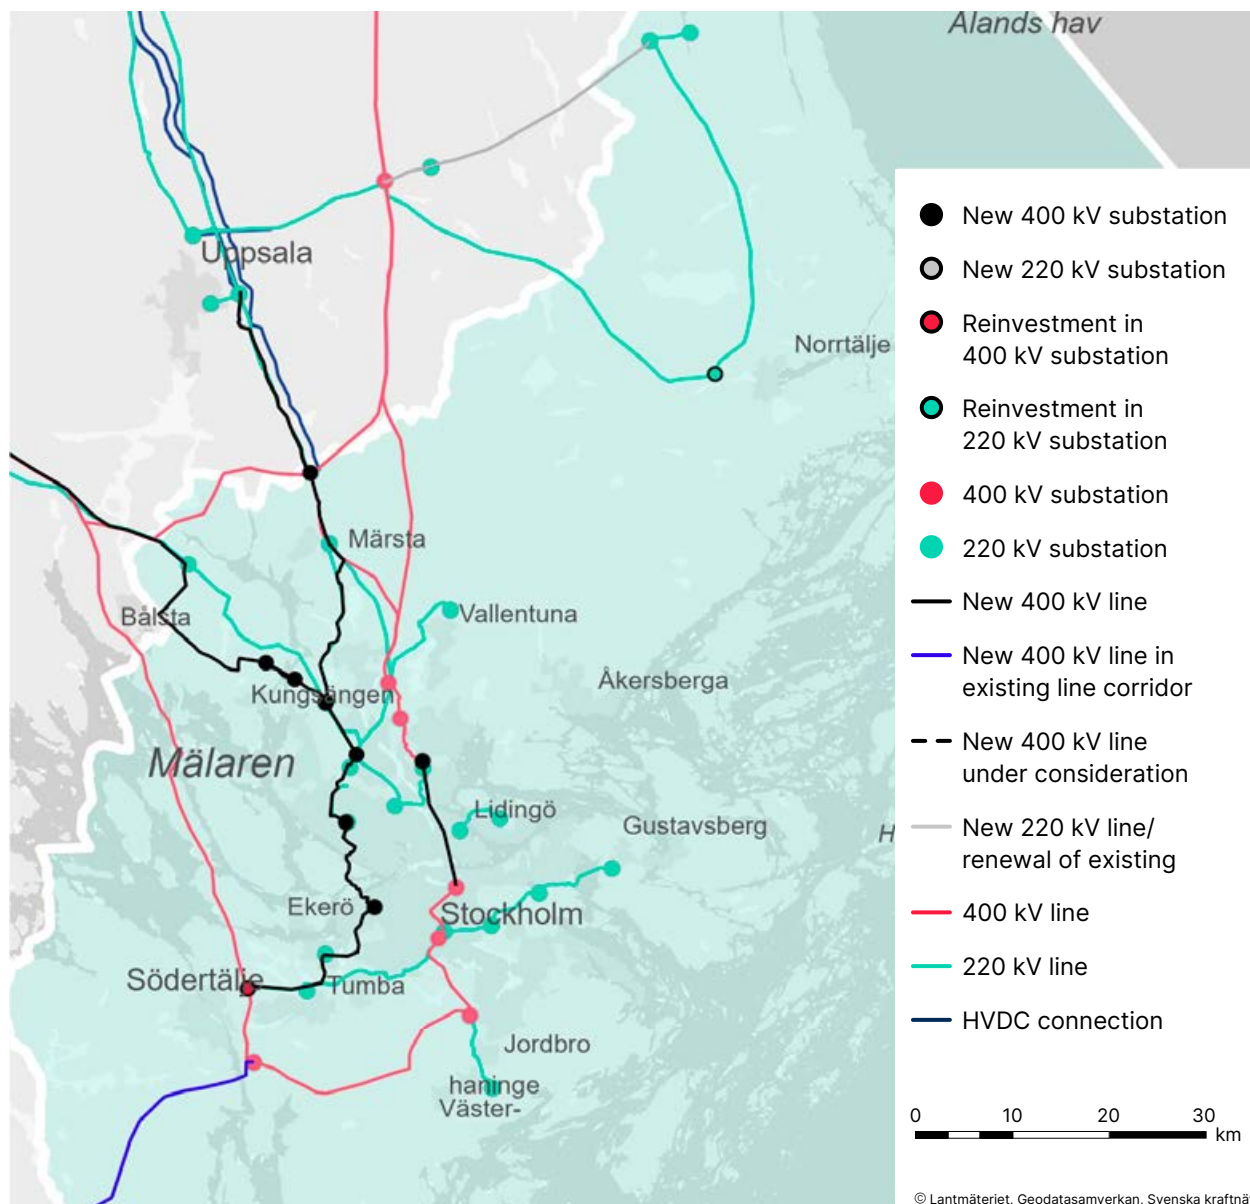 Ålands hav
Uppsala
Norrtälje
Märsta
Bålsta
Vallentuna
Kungsängen
Åkersberga
Mälaren
Lidingö
Gustavsberg
H
Ekerö
Stockholm
Södertälje
Tumba
Jordbro
haninge
Väster-
New 400 kV substation
New 220 kV substation
Reinvestment in
400 kV substation
Reinvestment in
220 kV substation
400 kV substation
220 kV substation
New 400 kV line
New 400 kV line in
existing line corridor
New 400 kV line
under consideration
New 220 kV line/
renewal of existing
400 kV line
220 kV line
HVDC connection
0 10 20 30
km
© Lantmäteriet, Geodatasamverkan, Svenska kraftnä